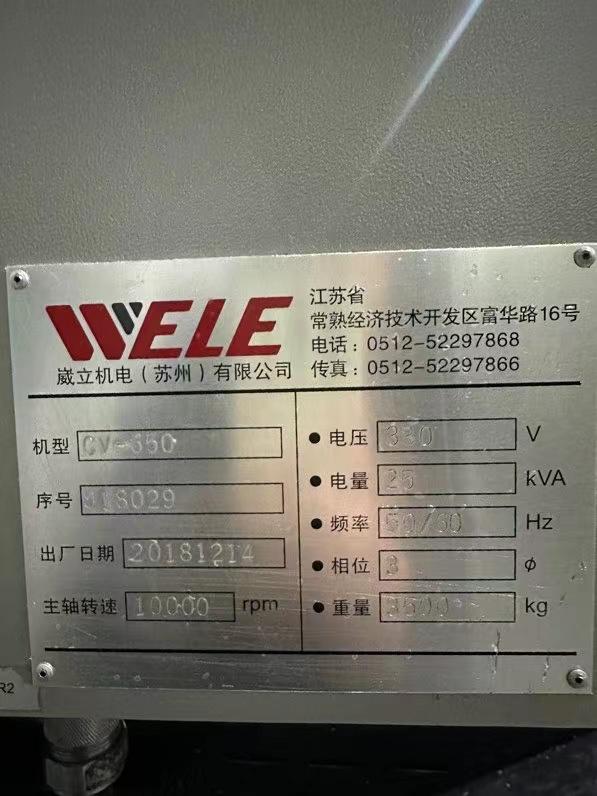 WELE
崴立机电(苏州)有限公司
江苏省
常熟经济技术开发区富华路16号
电话：0512-52297868
传真：0512-52297866
机型
序号
出厂日期 20181214
主轴转速 10000 rpm
● 电压 380 V
● 电量 25 kVA
● 频率 50/60 Hz
● 相位 3 φ
● 重量 3500 kg
R2